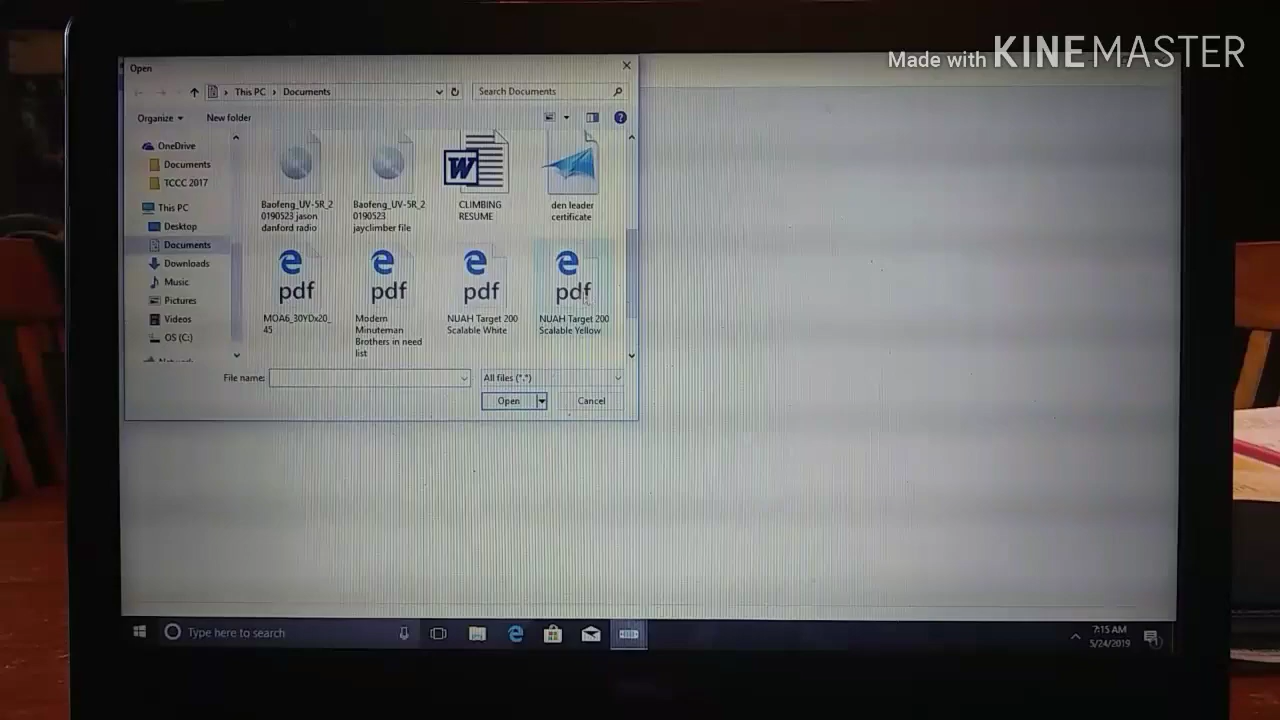 Made with KINEMASTER
Open
This PC > Documents
Search Documents
Organize
New folder
OneDrive
Documents
TCCC 2017
This PC
Desktop
Documents
Downloads
Music
Pictures
Videos
OS (C:)
Baofeng_UV-5R_2
0190523 jason
danford radio
Baofeng_UV-5R_2
0190523
jayclimber file
W
CLIMBING
RESUME
den leader
certificate
pdf
MOA6_30YDx20_
45
pdf
Modern
Minuteman
Brothers in need
list
pdf
NUAH Target 200
Scalable White
pdf
NUAH Target 200
Scalable Yellow
File name:
All files (*.*)
Open
Cancel
Type here to search
7:15 AM
5/24/2019